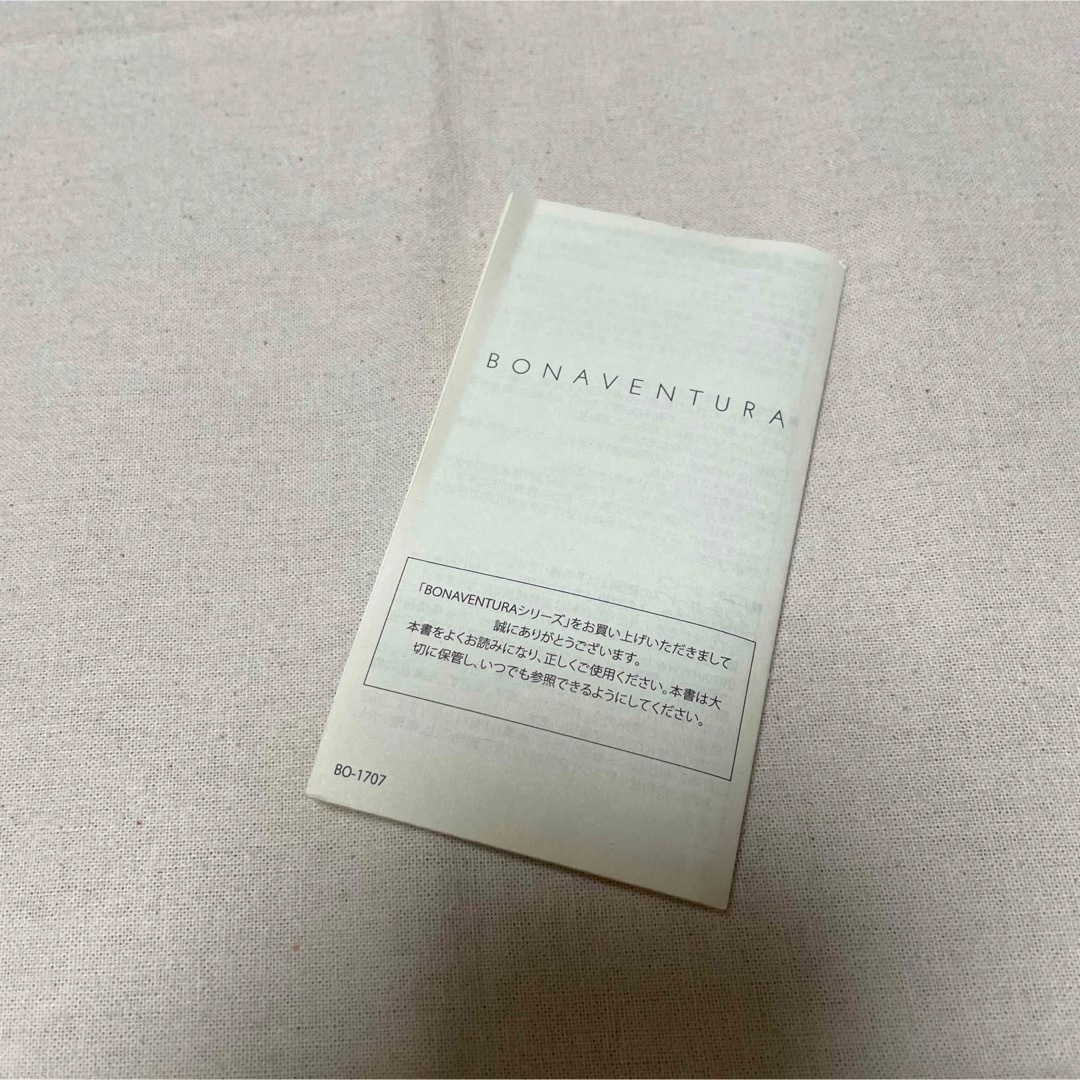 BONAVENTURA
「BONAVENTURAシリーズ」をお買い上げいただきまして
誠にありがとうございます。
本書をよくお読みになり、正しくご使用ください。本書は大
切に保管し、いつでも参照できるようにしてください。
BO-1707